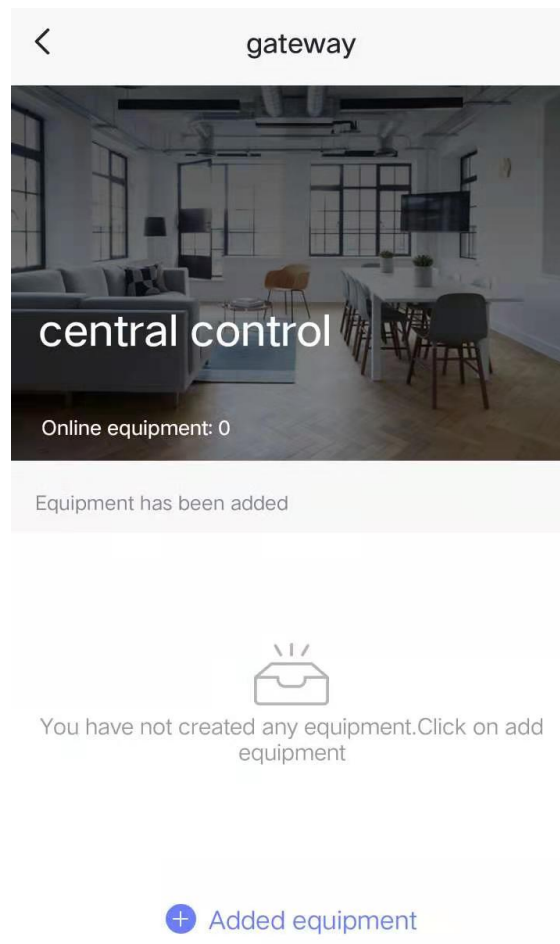 gateway
central control
Online equipment: 0
Equipment has been added
You have not created any equipment.Click on add
equipment
Added equipment